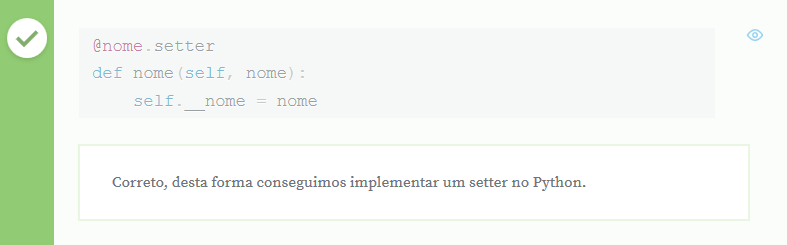 @nome.setter
def nome(self, nome):
    self.__nome = nome
Correto, desta forma conseguimos implementar um setter no Python.